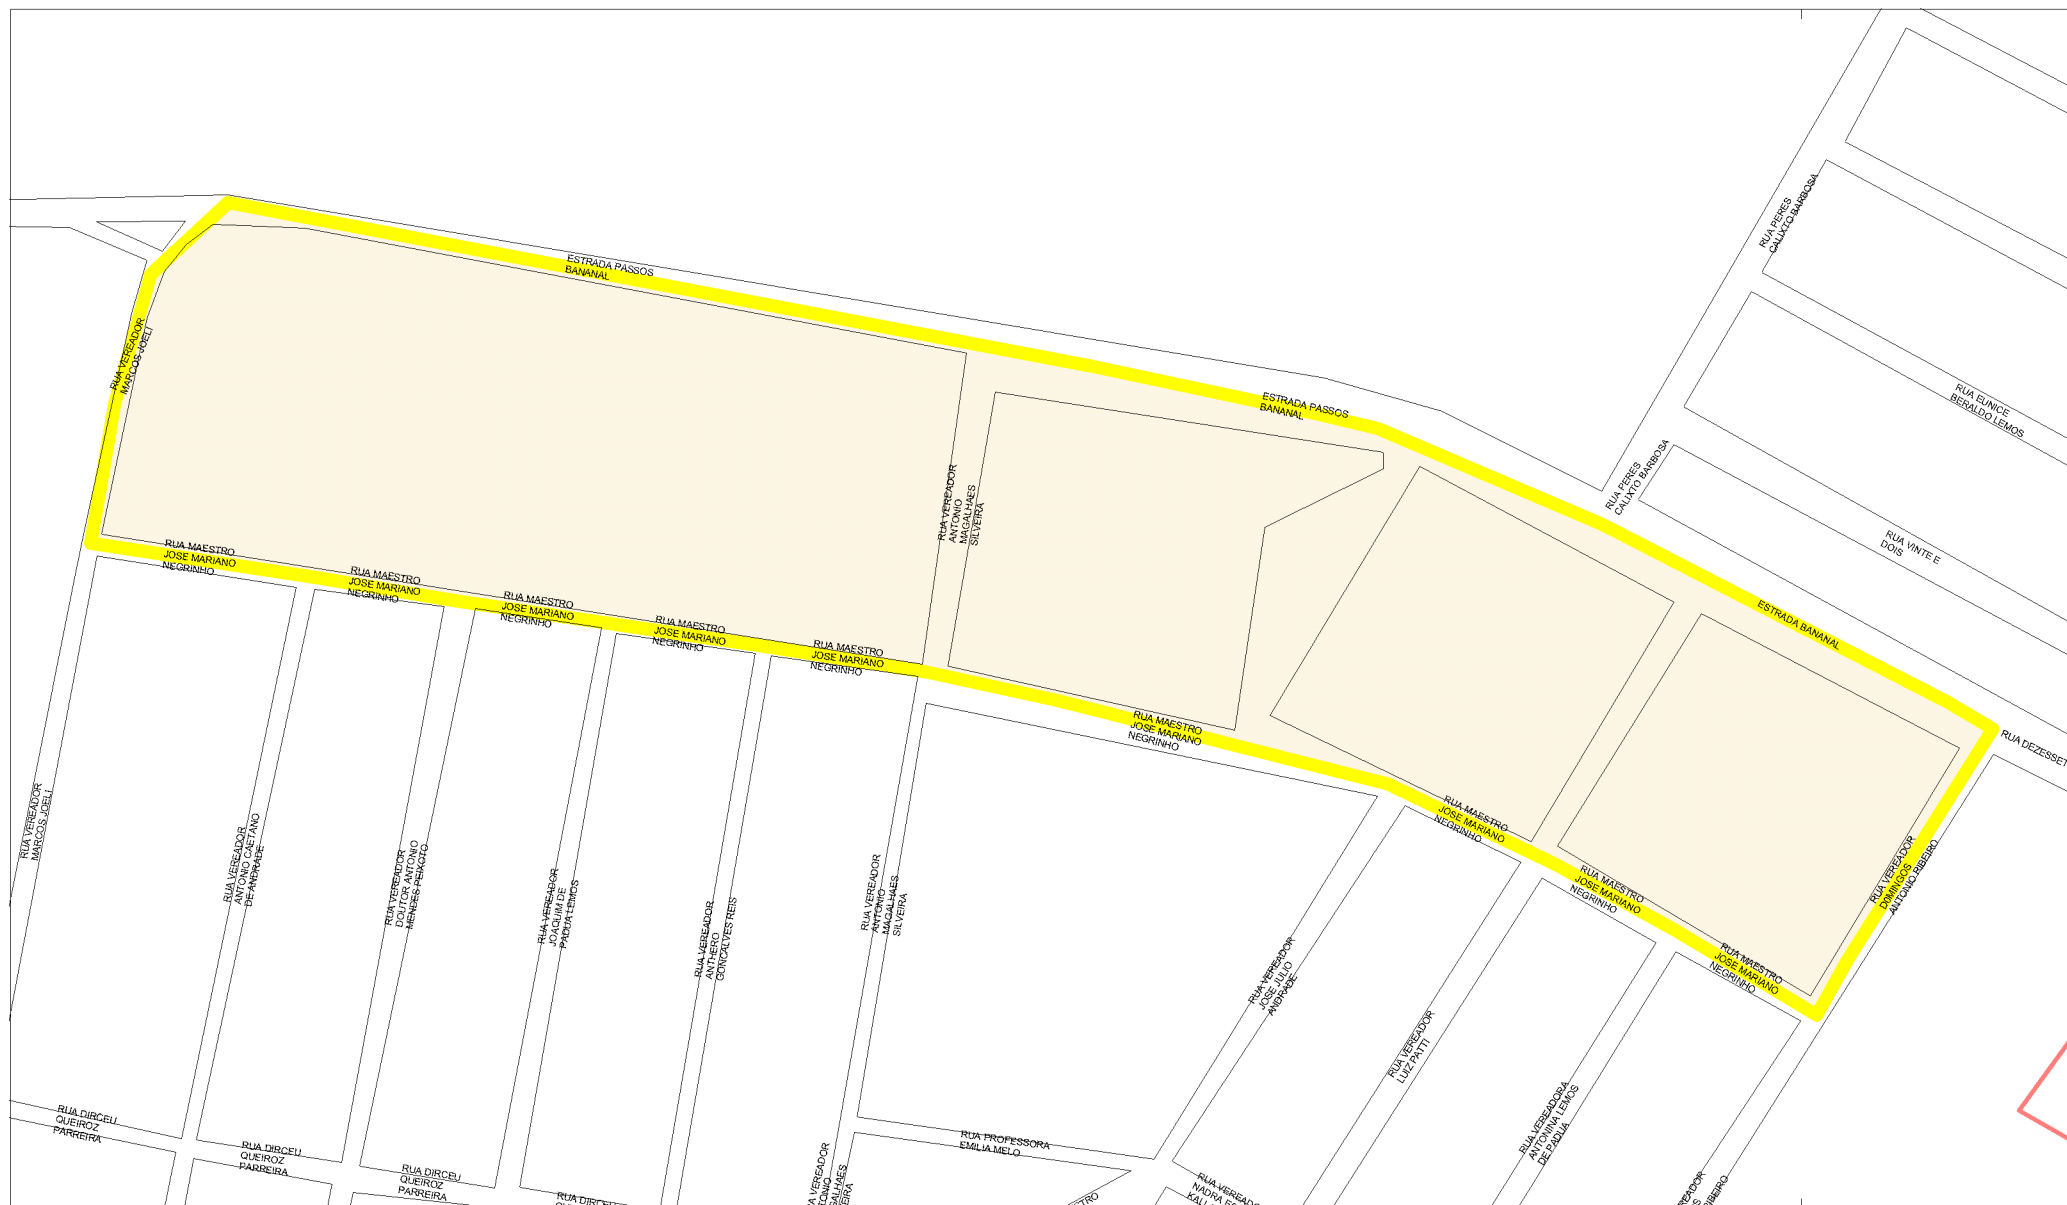 RUA PERES
CALIXTO BARBOSA
ESTRADA PASSOS
BANANAL
RUA VEREADOR
MARCOS JOELI
ESTRADA PASSOS
BANANAL
RUA EUNICE
BERALDO LEMOS
RUA PERES
CALIXTO BARBOSA
RUA VEREADOR
ANTONIO
MAGALHAES
SILVEIRA
RUA VINTE E
DOIS
RUA MAESTRO
JOSE MARIANO
NEGRINHO
RUA MAESTRO
JOSE MARIANO
NEGRINHO
RUA MAESTRO
JOSE MARIANO
NEGRINHO
RUA MAESTRO
JOSE MARIANO
NEGRINHO
RUA MAESTRO
JOSE MARIANO
NEGRINHO
ESTRADA BANANAL
RUA MAESTRO
JOSE MARIANO
NEGRINHO
RUA DEZESSET
RUA VEREADOR
MARCOS JOELI
RUA VEREADOR
ANTONIO CAETANO
DE ANDRADE
RUA VEREADOR
DOUTOR ANTONIO
MENDES PEIXOTO
RUA VEREADOR
JOAQUIM DE
PADUA LEMOS
RUA VEREADOR
ANTHERO
GONCALVES REIS
RUA VEREADOR
ANTONIO
MAGALHAES
SILVEIRA
RUA MAESTRO
JOSE MARIANO
NEGRINHO
RUA MAESTRO
JOSE MARIANO
NEGRINHO
RUA VEREADOR
DOMINGOS
ANTONIO RIBEIRO
RUA MAESTRO
JOSE MARIANO
NEGRINHO
RUA VEREADOR
JOSE JULIO
ANDRADE
RUA VEREADOR
LUIZ PATTI
RUA VEREADORA
ANTONINA LEMOS
DE PADUA
RUA DIRCEU
QUEIROZ
PARREIRA
RUA DIRCEU
QUEIROZ
PARREIRA
RUA DIRCEU
QUEIROZ
PARREIRA
RUA PROFESSORA
EMILIA MELO
VEREADOR
RUA VEREADO
NADRA